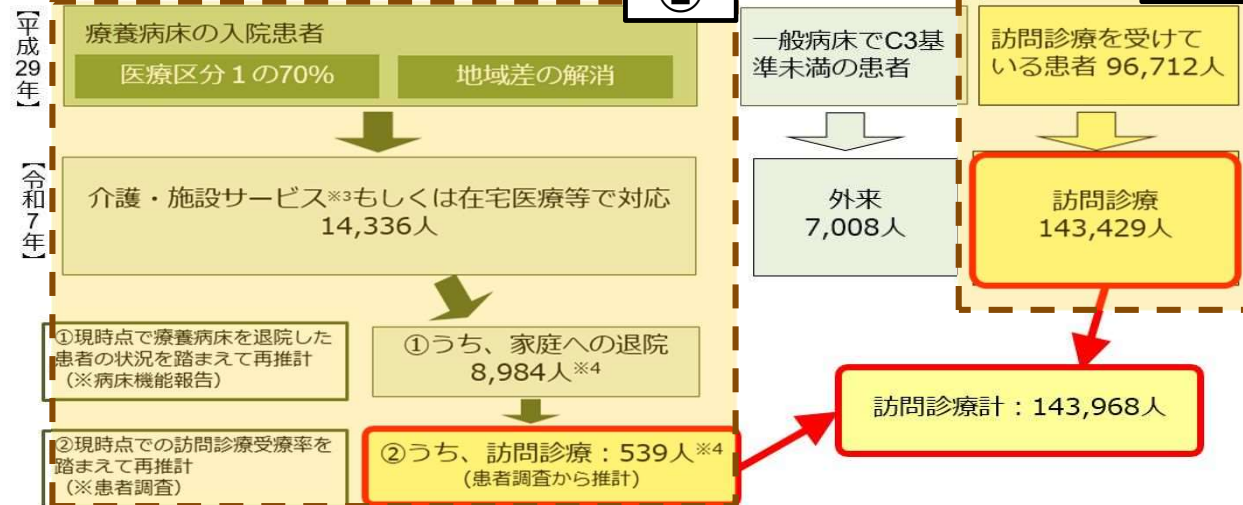 【平成29年】
療養病床の入院患者
医療区分１の70%
地域差の解消
②
一般病床でC3基
準未満の患者
訪問診療を受けて
いる患者 96,712人
【令和7年】
介護・施設サービス※3もしくは在宅医療等で対応
14,336人
外来
7,008人
訪問診療
143,429人
①現時点で療養病床を退院した
患者の状況を踏まえて再推計
（※病床機能報告）
①うち、家庭への退院
8,984人※4
訪問診療計：143,968人
②現時点での訪問診療受療率を
踏まえて再推計
（※患者調査）
②うち、訪問診療：539人※4
(患者調査から推計)